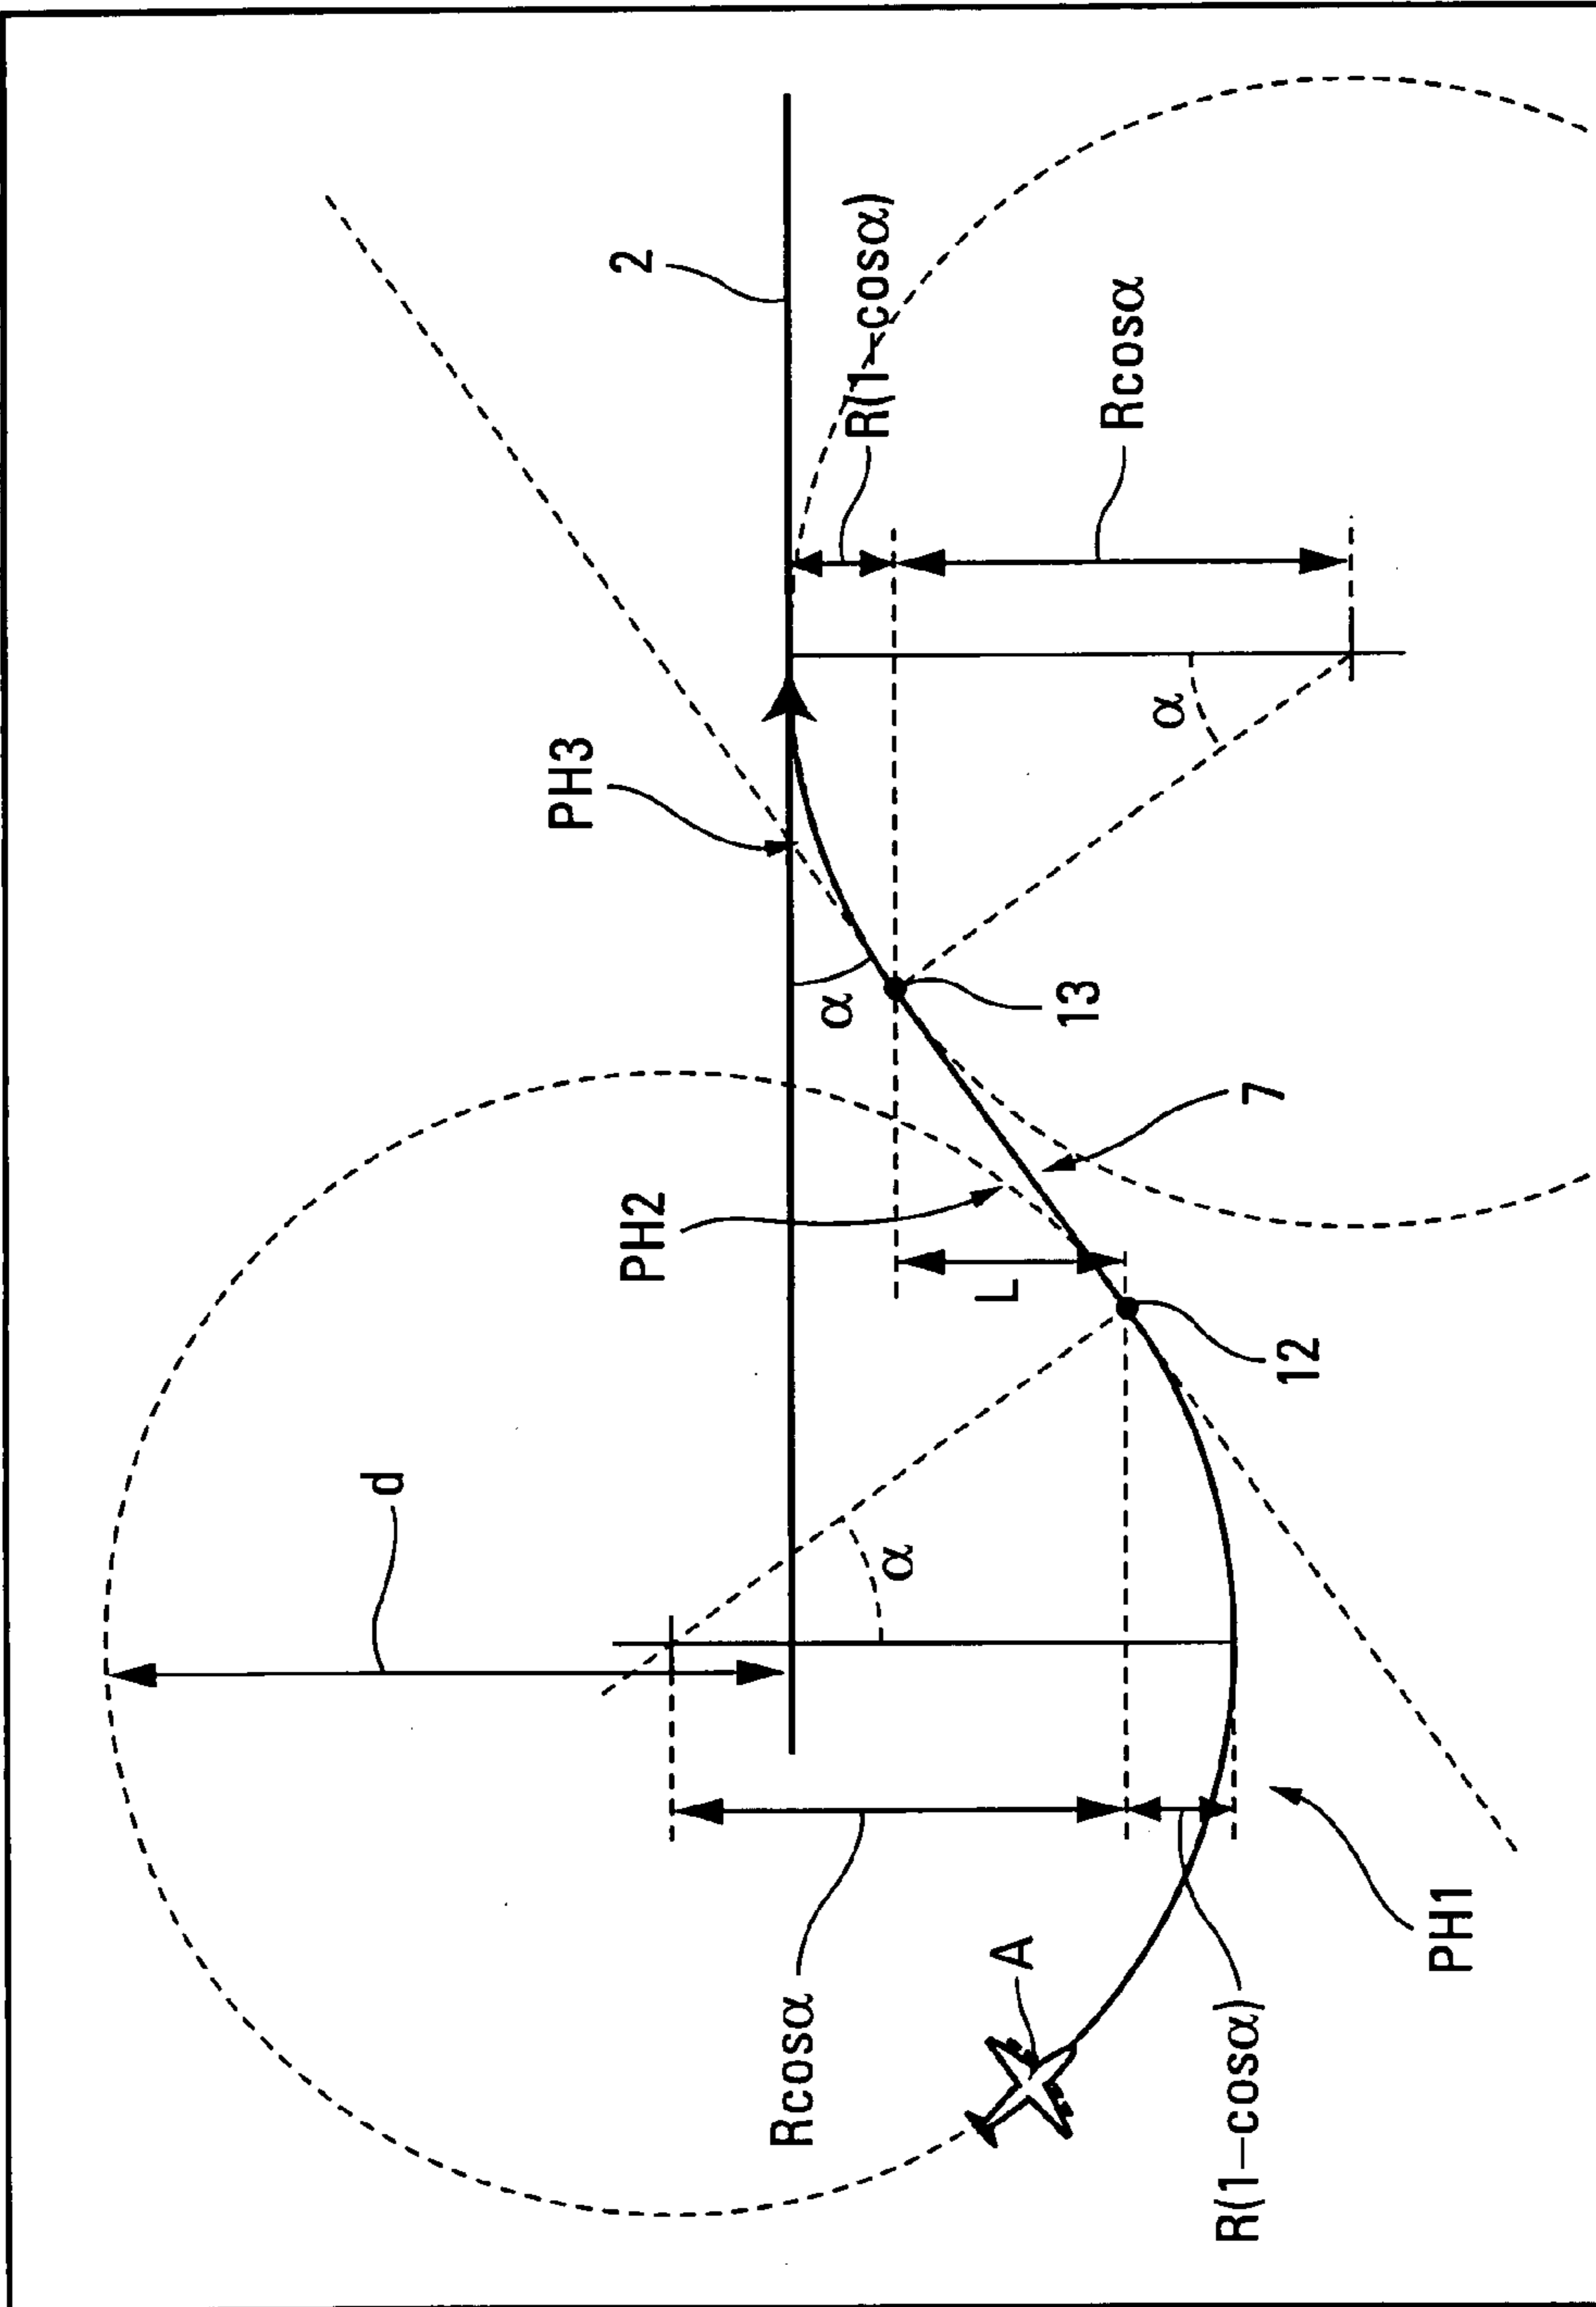 d
2
PH3
R(1-cosα)
Rcosα
α
α
13
PH2
7
L
12
α
Rcosα
A
R(1-cosα)
PH1